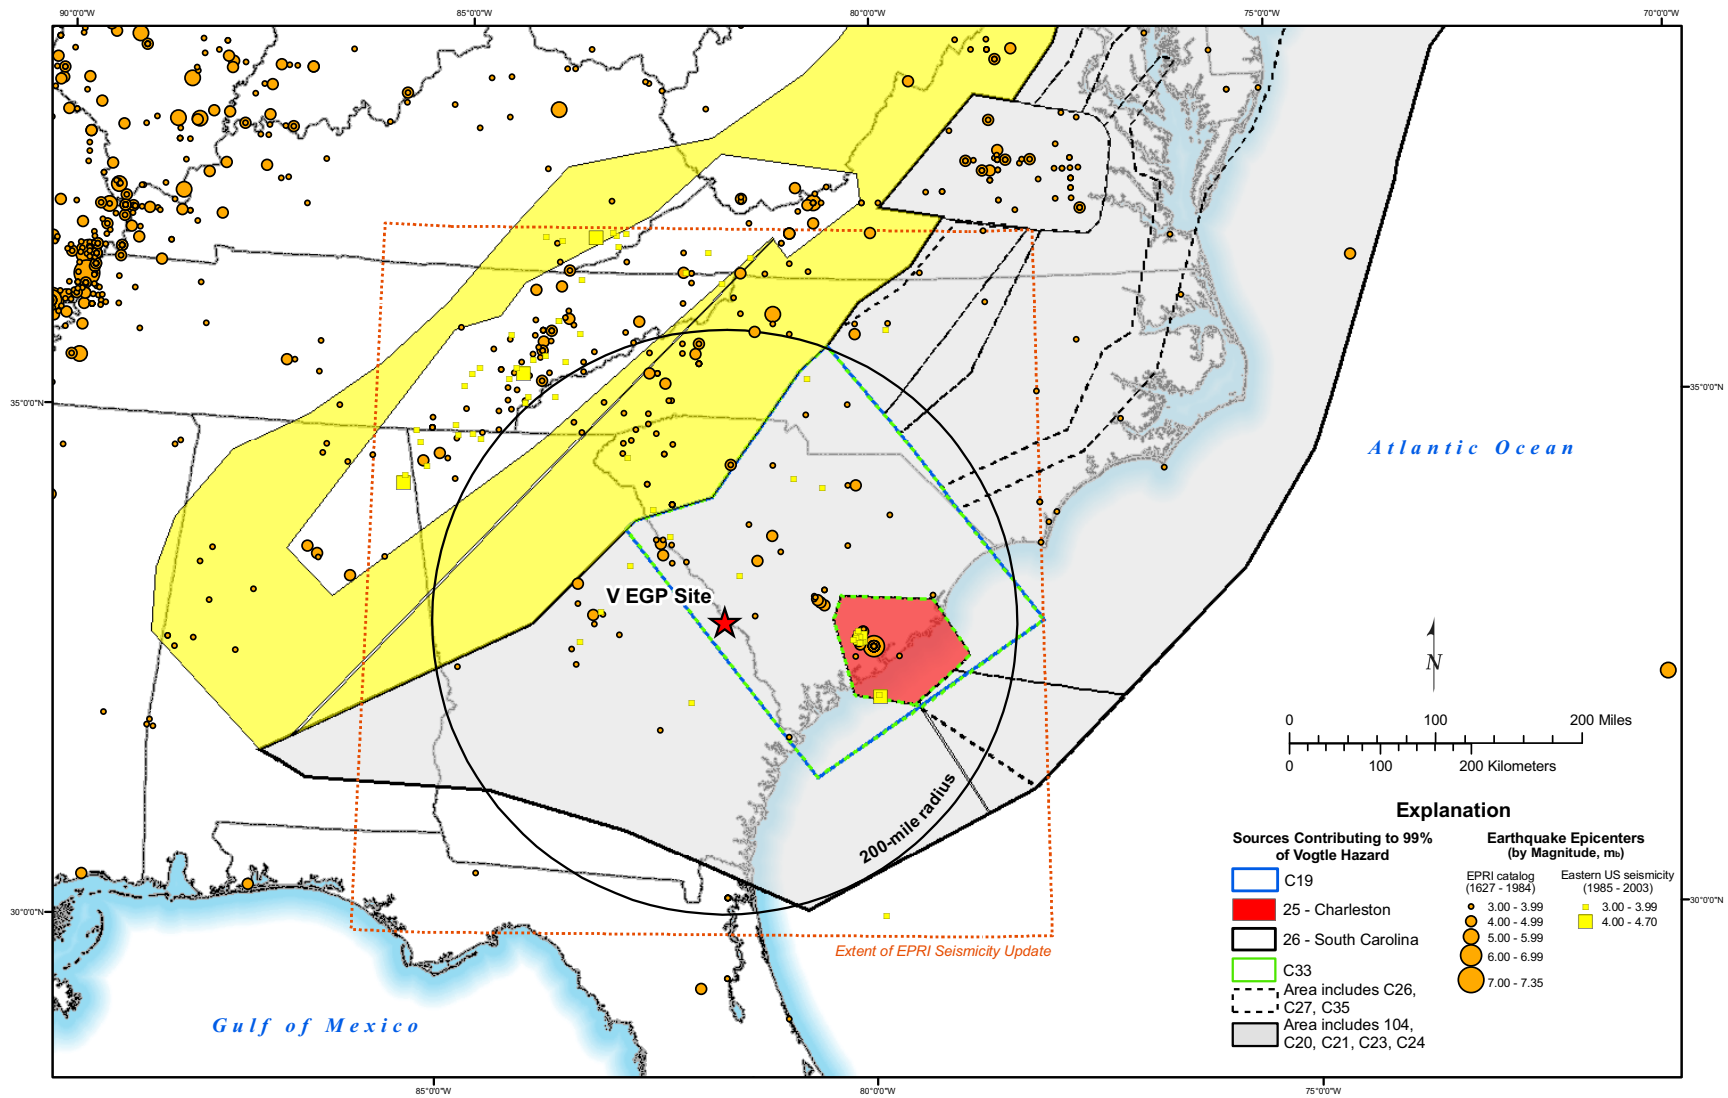 90°0'0"W
85°0'0"W
80°0'0"W
75°0'0"W
70°0'0"W
35°0'0"N
35°0'0"N
Atlantic Ocean
V EGP Site
N
0 100 200 Miles
0 100 200 Kilometers
200-mile radius
Explanation
Sources Contributing to 99%
of Vogtle Hazard
C19
25 - Charleston
26 - South Carolina
C33
Area includes C26,
C27, C35
Area includes 104,
C20, C21, C23, C24
Earthquake Epicenters
(by Magnitude, mb)
EPRI catalog
(1627 - 1984)
3.00 - 3.99
4.00 - 4.99
5.00 - 5.99
6.00 - 6.99
7.00 - 7.35
Eastern US seismicity
(1985 - 2003)
3.00 - 3.99
4.00 - 4.70
30°0'0"N
30°0'0"N
Extent of EPRI Seismicity Update
Gulf of Mexico
85°0'0"W
80°0'0"W
75°0'0"W